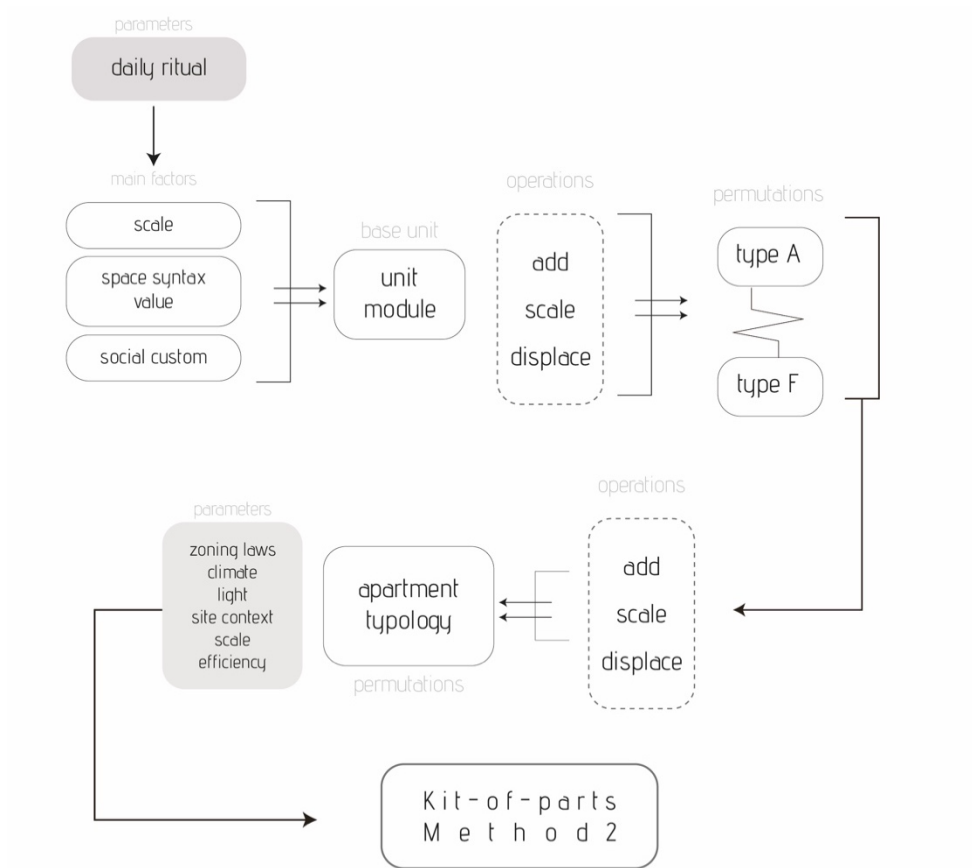 parameters
daily ritual
main factors
scale
space syntax
value
social custom
base unit
unit
module
operations
add
scale
displace
permutations
type A
type F
operations
add
scale
displace
apartment
typology
permutations
parameters
zoning laws
climate
light
site context
scale
efficiency
Kit-of-parts
Method2